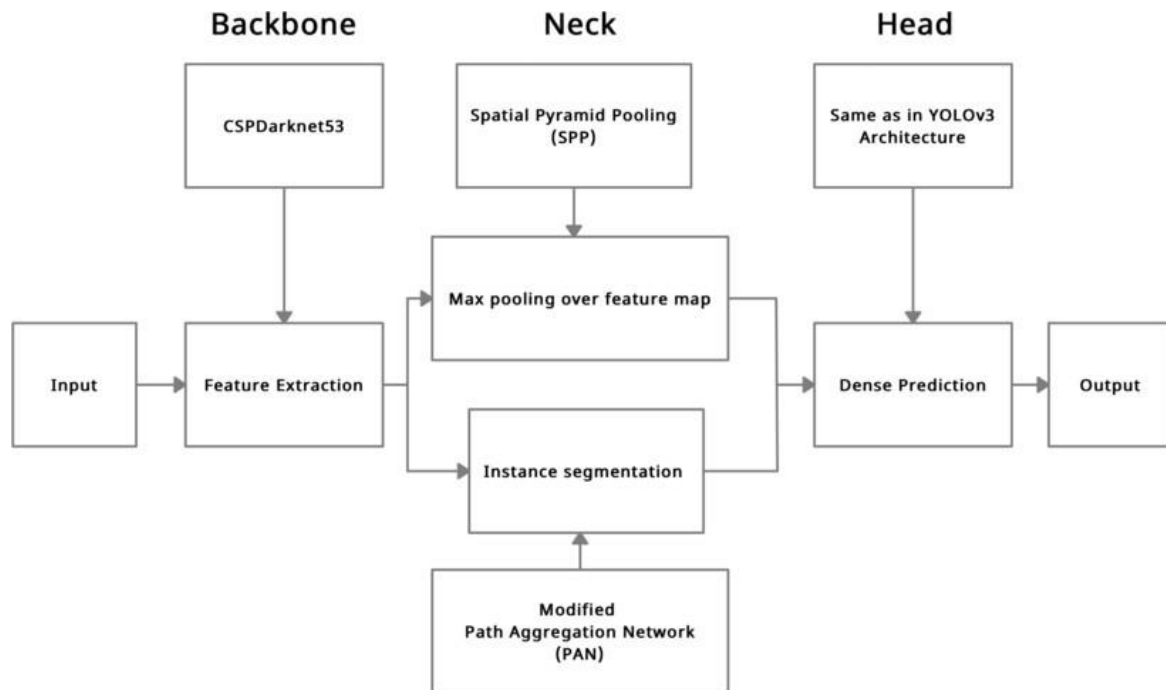 Backbone
Neck
Head
CSPDarknet53
Spatial Pyramid Pooling
(SPP)
Same as in YOLOv3
Architecture
Max pooling over feature map
Input
Feature Extraction
Dense Prediction
Output
Instance segmentation
Modified
Path Aggregation Network
(PAN)